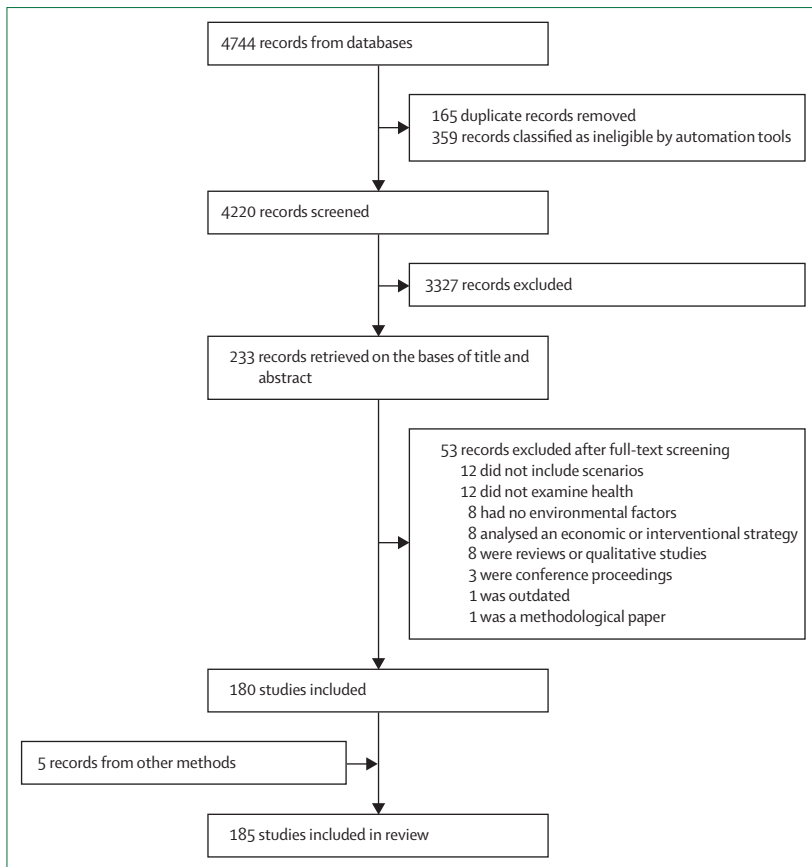 4744 records from databases
165 duplicate records removed
359 records classified as ineligible by automation tools
4220 records screened
3327 records excluded
233 records retrieved on the bases of title and
abstract
53 records excluded after full-text screening
12 did not include scenarios
12 did not examine health
8 had no environmental factors
8 analysed an economic or interventional strategy
8 were reviews or qualitative studies
3 were conference proceedings
1 was outdated
1 was a methodological paper
180 studies included
5 records from other methods
185 studies included in review